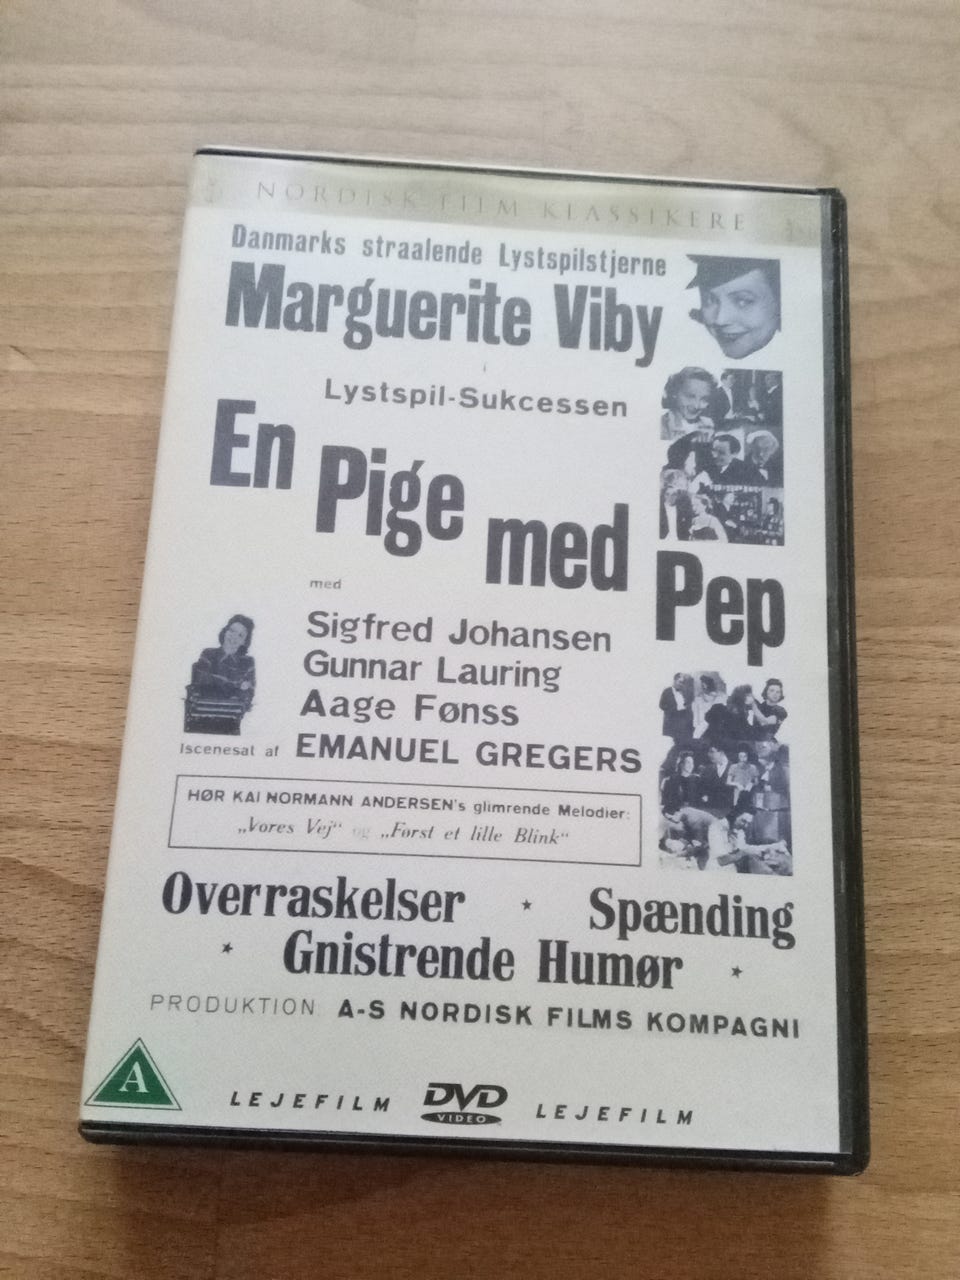 NORDISK FILM KLASSIKERE
Danmarks straalende Lystspilstjerne
Marguerite Viby
i
Lystspil-Sukcessen
En Pige med Pep
med
Sigfred Johansen
Gunnar Lauring
Aage Fønss
Iscenesat af EMANUEL GREGERS
HØR KAI NORMANN ANDERSEN's glimrende Melodier:
„Vores Vej“ og „Først et lille Blink“
Overraskelser * Spænding
* Gnistrende Humør *
PRODUKTION: A-S NORDISK FILMS KOMPAGNI
A
LEJEFILM DVD VIDEO LEJEFILM